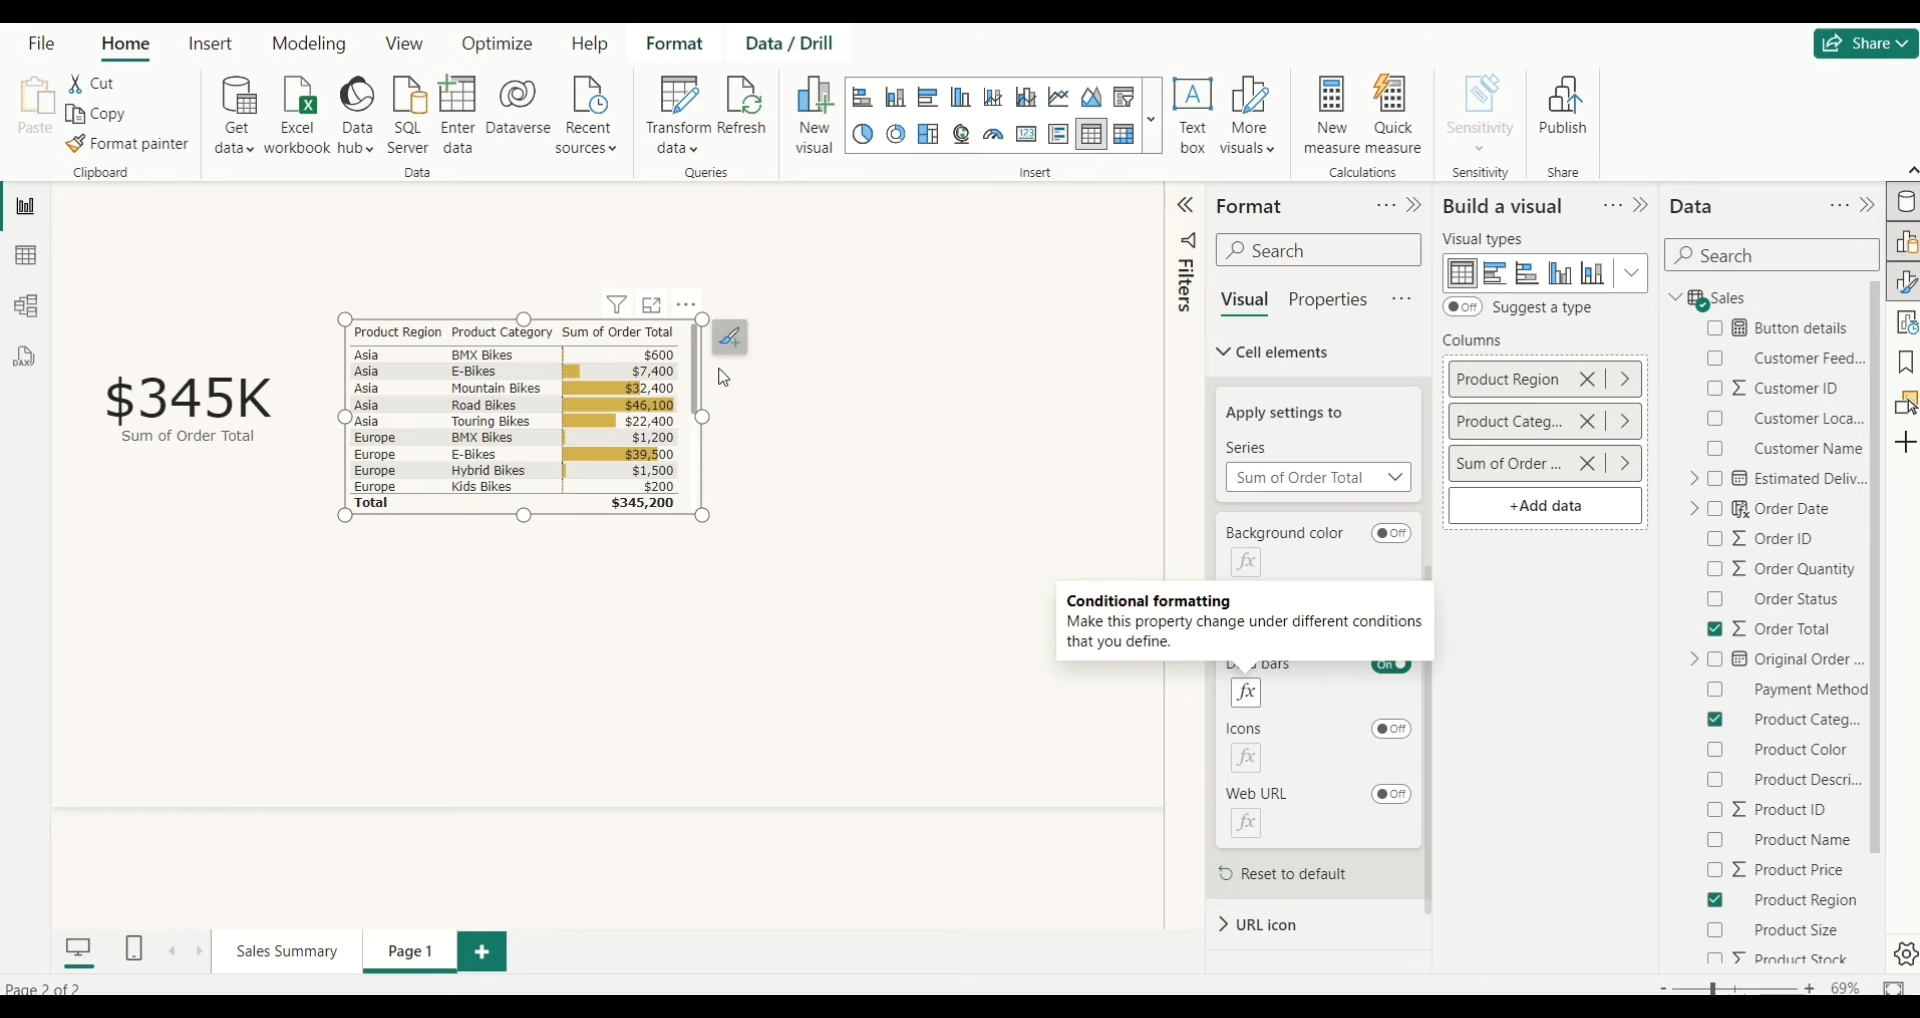 File Home Insert Modeling View Optimize Help Format Data / Drill Share
Paste
Cut
Copy
Format painter
Clipboard
Get data
Excel workbook
Data hub
SQL Server
Enter data
Dataverse
Recent sources
Data
Transform data
Refresh
Queries
New visual
A
123
Text box
More visuals
Insert
New measure
Quick measure
Calculations
Sensitivity
Sensitivity
Publish
Share
DAX
$345K
Sum of Order Total
Product Region Product Category Sum of Order Total
Asia BMX Bikes $600
Asia E-Bikes $7,400
Asia Mountain Bikes $32,400
Asia Road Bikes $46,100
Asia Touring Bikes $22,400
Europe BMX Bikes $1,200
Europe E-Bikes $39,500
Europe Hybrid Bikes $1,500
Europe Kids Bikes $200
Total $345,200
Filters
Format
Search
Visual Properties
Cell elements
Apply settings to
Series
Sum of Order Total
Background color Off
fx
Conditional formatting
Make this property change under different conditions
that you define.
bars On
fx
Icons Off
fx
Web URL Off
fx
Reset to default
URL icon
Build a visual
Visual types
Off Suggest a type
Columns
Product Region
Product Categ...
Sum of Order ...
+Add data
Data
Search
Sales
Button details
Customer Feed...
Customer ID
Customer Loca...
Customer Name
Estimated Deliv...
Order Date
Order ID
Order Quantity
Order Status
Order Total
Original Order ...
Payment Method
Product Categ...
Product Color
Product Descri...
Product ID
Product Name
Product Price
Product Region
Product Size
Product Stock
Sales Summary Page 1
Page 2 of 2
69%